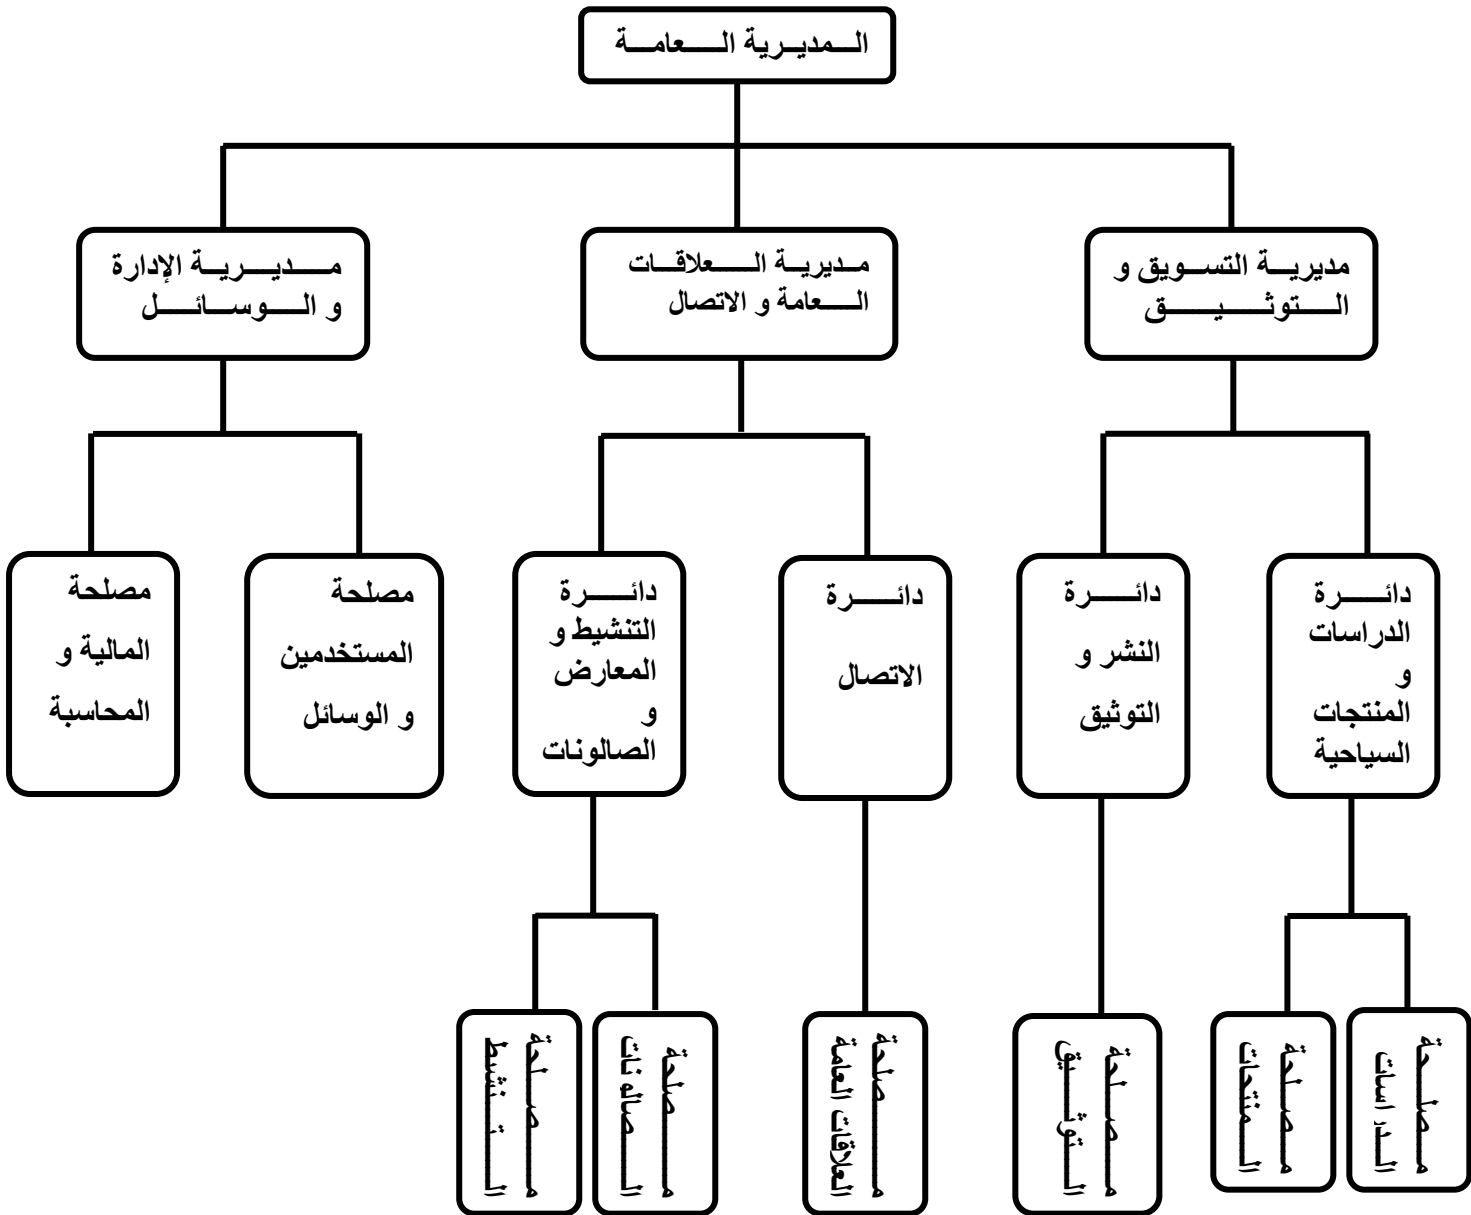 المديرية العامة
مديرية التسويق و
التوثيق
مديرية العلاقات
العامة و الاتصال
مديرية الإدارة
و الوسائل
دائرة
الدراسات
و
المنتجات
السياحية
دائرة
النشر و
التوثيق
دائرة
الاتصال
دائرة
التنشيط و
المعارض
و
الصالونات
مصلحة
المستخدمين
و الوسائل
مصلحة
المالية و
المحاسبة
مصلحة
الدراسات
مصلحة
المنتجات
مصلحة
التوثيق
مصلحة
العلاقات العامة
مصلحة
الصالونات
مصلحة
التنشيط